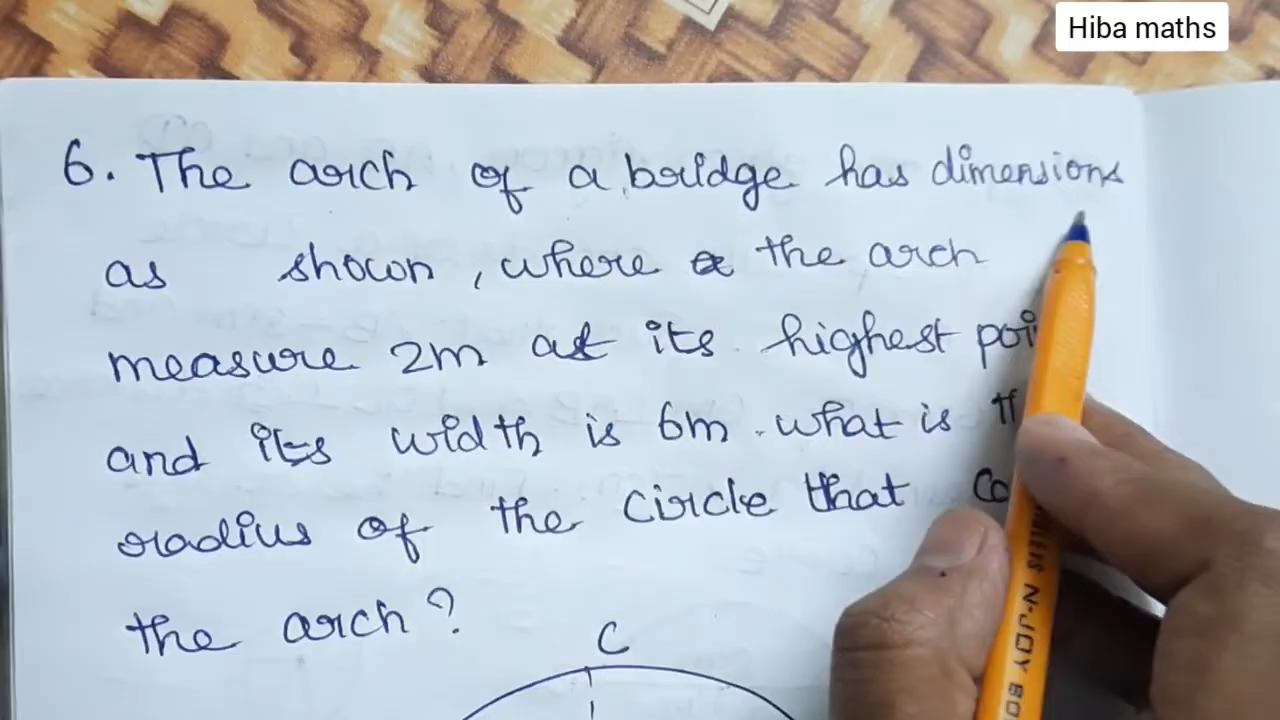 Hiba maths
6. The arch of a bridge has dimensions
as shown, where the arch
measure 2m at its highest
and its width is 6m. what is
radius of the circle that
the arch?
C